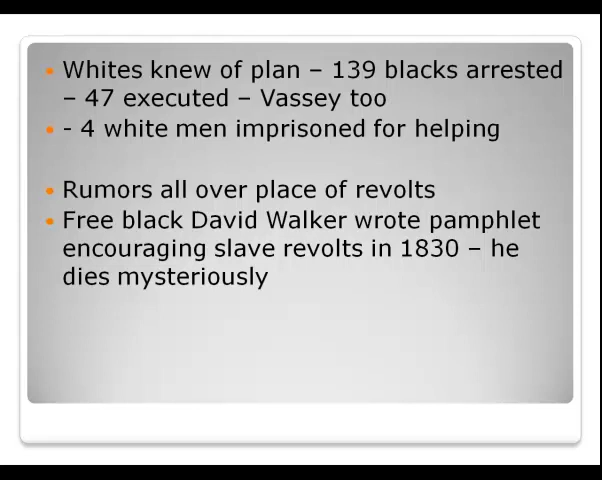 Whites knew of plan – 139 blacks arrested
– 47 executed – Vassey too
- 4 white men imprisoned for helping
Rumors all over place of revolts
Free black David Walker wrote pamphlet
encouraging slave revolts in 1830 – he
dies mysteriously